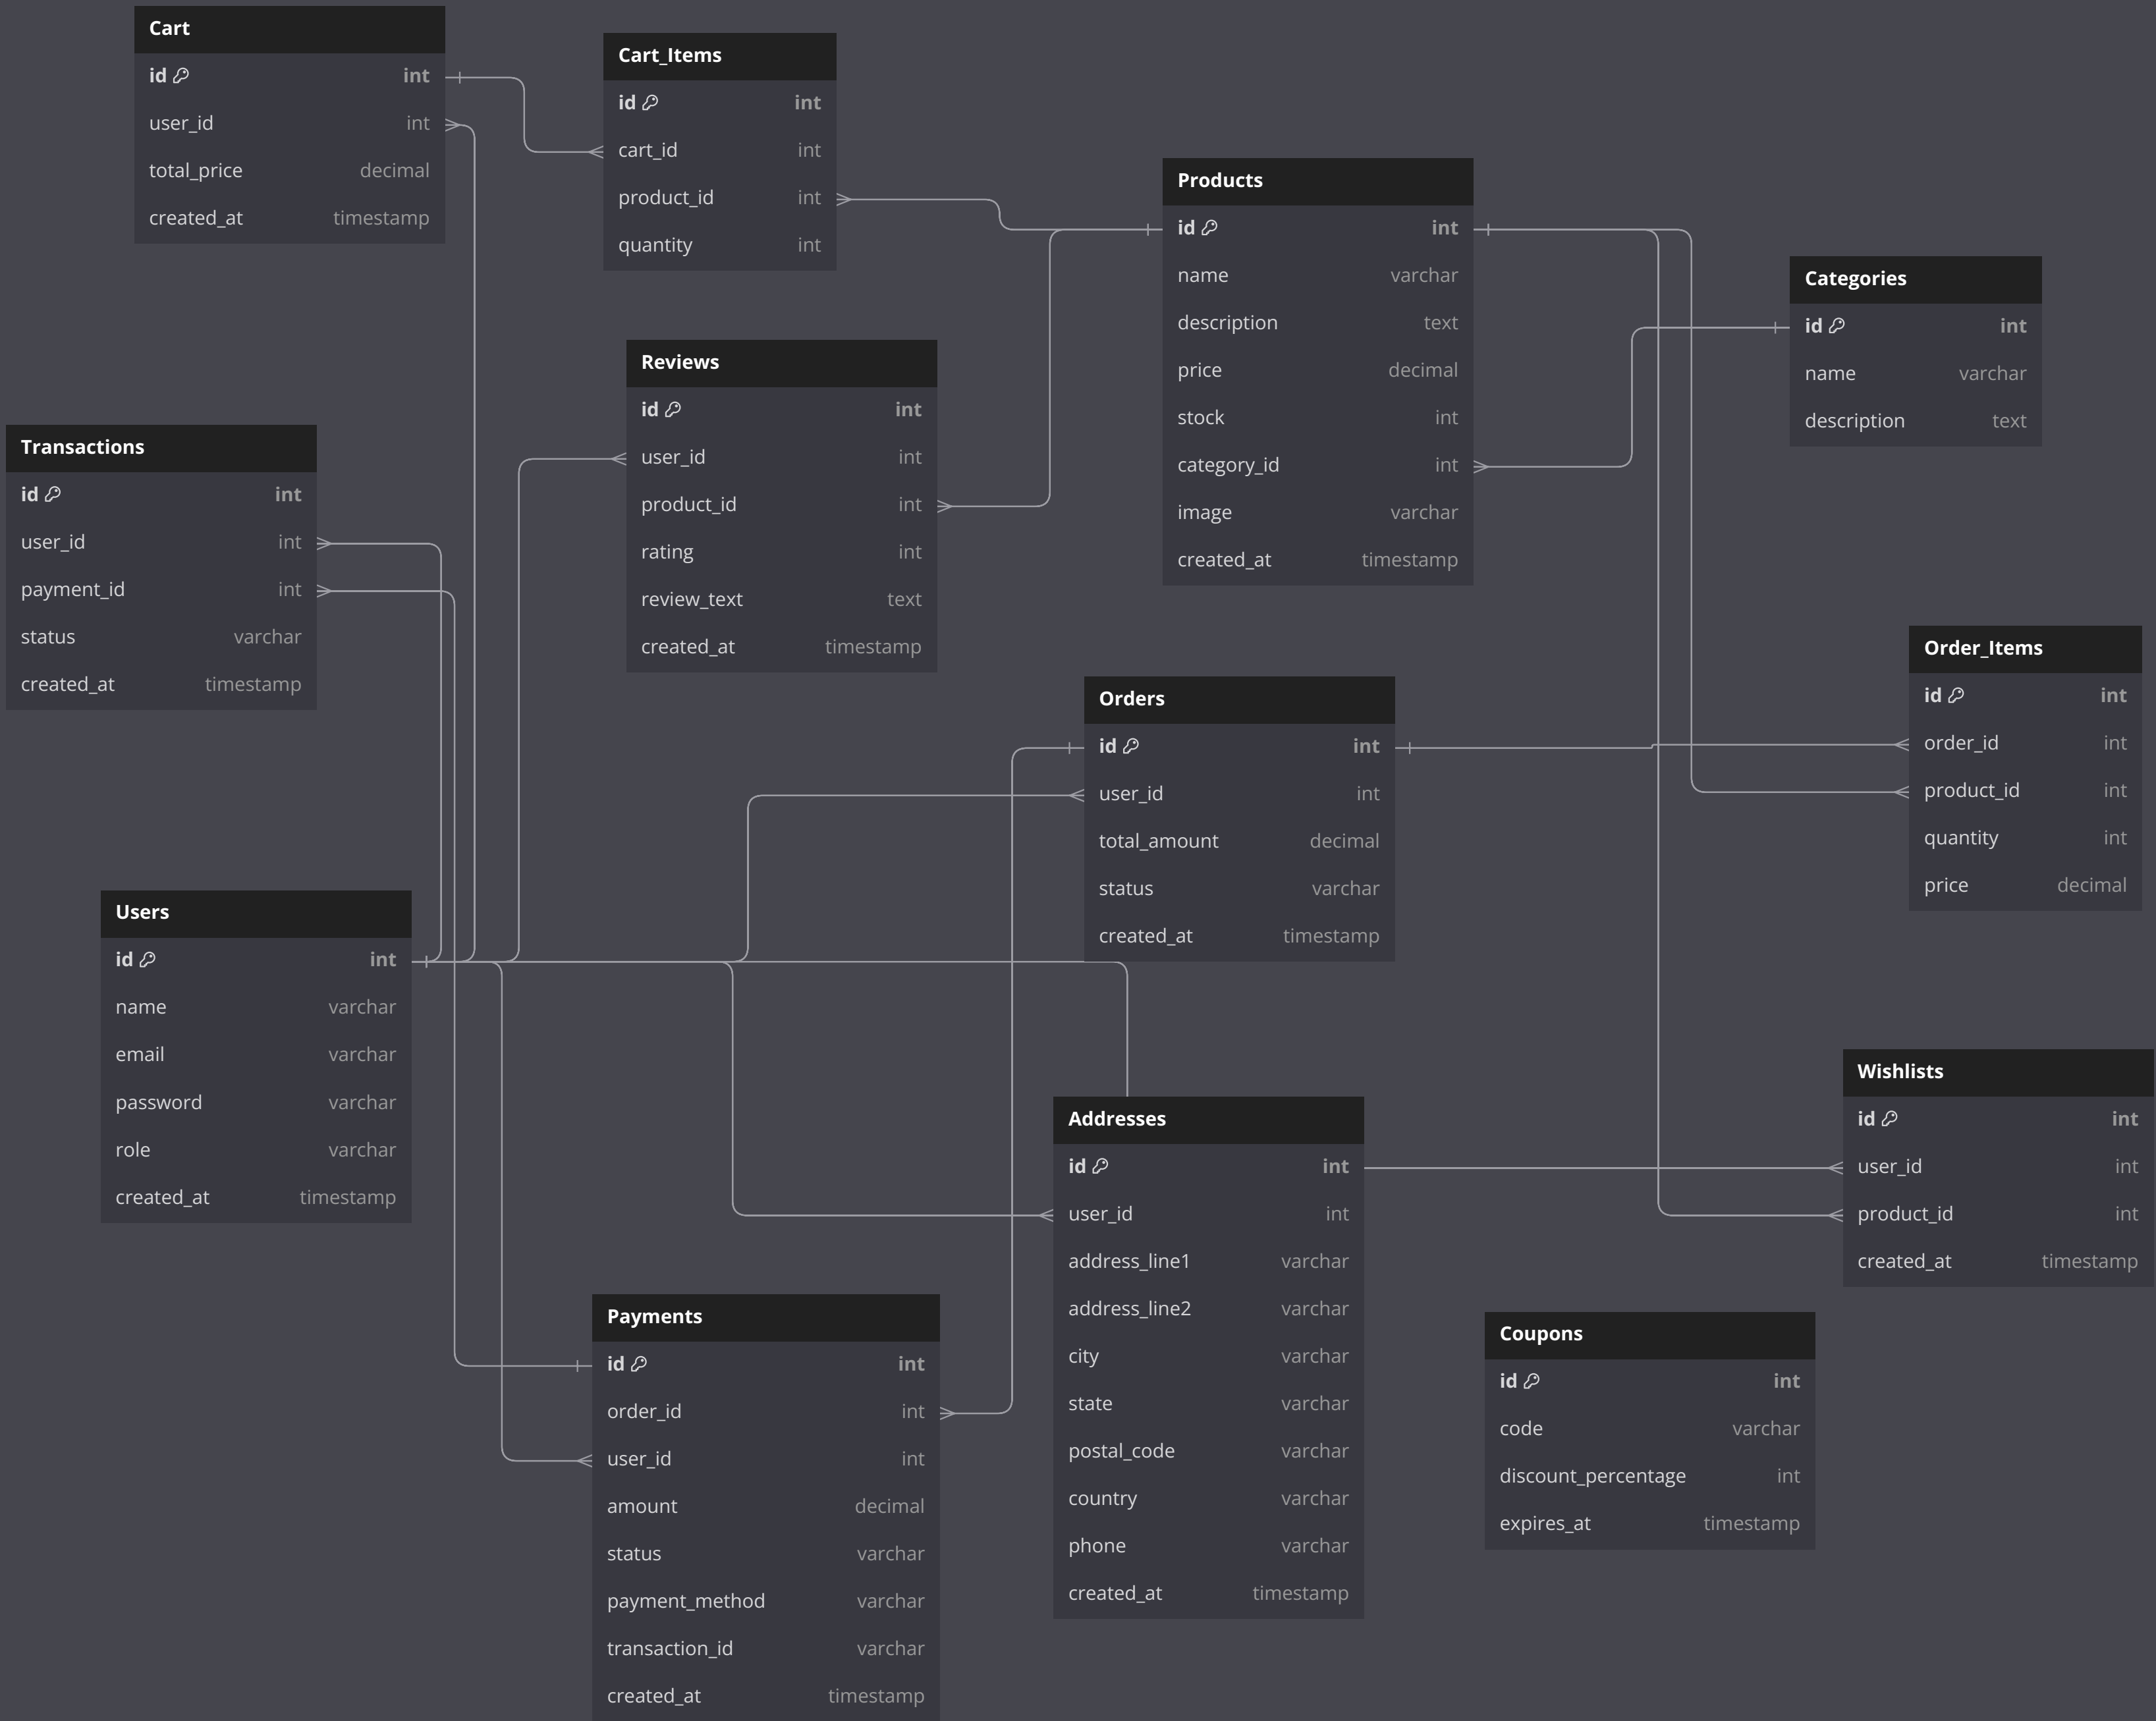 Cart
id int
user_id int
total_price decimal
created_at timestamp
Cart_Items
id int
cart_id int
product_id int
quantity int
Products
id int
name varchar
description text
price decimal
stock int
category_id int
image varchar
created_at timestamp
Categories
id int
name varchar
description text
Reviews
id int
user_id int
product_id int
rating int
review_text text
created_at timestamp
Transactions
id int
user_id int
payment_id int
status varchar
created_at timestamp
Order_Items
id int
order_id int
product_id int
quantity int
price decimal
Orders
id int
user_id int
total_amount decimal
status varchar
created_at timestamp
Users
id int
name varchar
email varchar
password varchar
role varchar
created_at timestamp
Wishlists
id int
user_id int
product_id int
created_at timestamp
Addresses
id int
user_id int
address_line1 varchar
address_line2 varchar
city varchar
state varchar
postal_code varchar
country varchar
phone varchar
created_at timestamp
Payments
id int
order_id int
user_id int
amount decimal
status varchar
payment_method varchar
transaction_id varchar
created_at timestamp
Coupons
id int
code varchar
discount_percentage int
expires_at timestamp